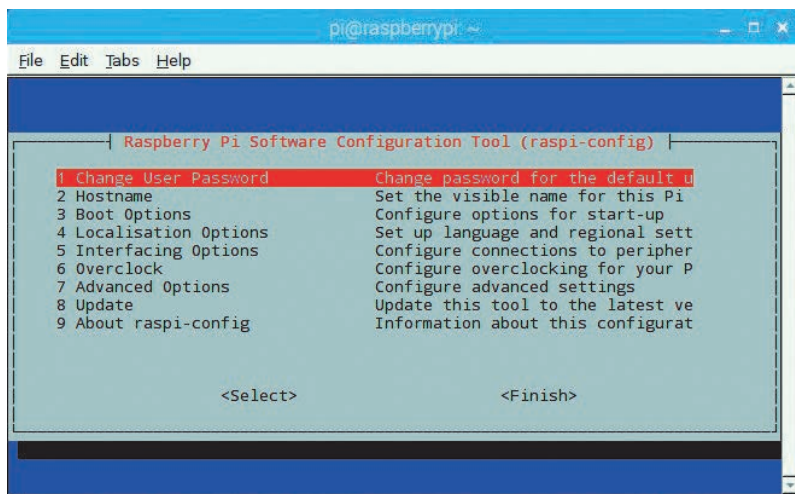 pi@raspberrypi: ~
File Edit Tabs Help
Raspberry Pi Software Configuration Tool (raspi-config)
1 Change User Password Change password for the default u
2 Hostname Set the visible name for this Pi
3 Boot Options Configure options for start-up
4 Localisation Options Set up language and regional sett
5 Interfacing Options Configure connections to peripher
6 Overclock Configure overclocking for your P
7 Advanced Options Configure advanced settings
8 Update Update this tool to the latest ve
9 About raspi-config Information about this configurat
<Select> <Finish>